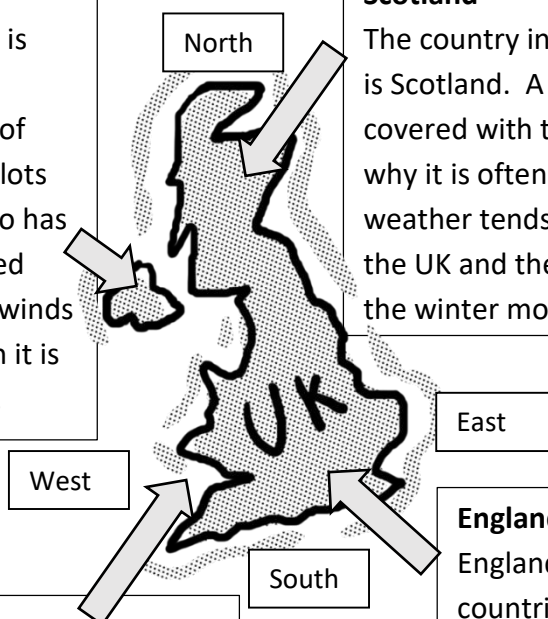 is
of
lots
o has
ed
winds
n it is
North
Scotland
The country in
is Scotland. A
covered with t
why it is often
weather tends
the UK and the
the winter mo
UK
East
West
South
England
England
countri